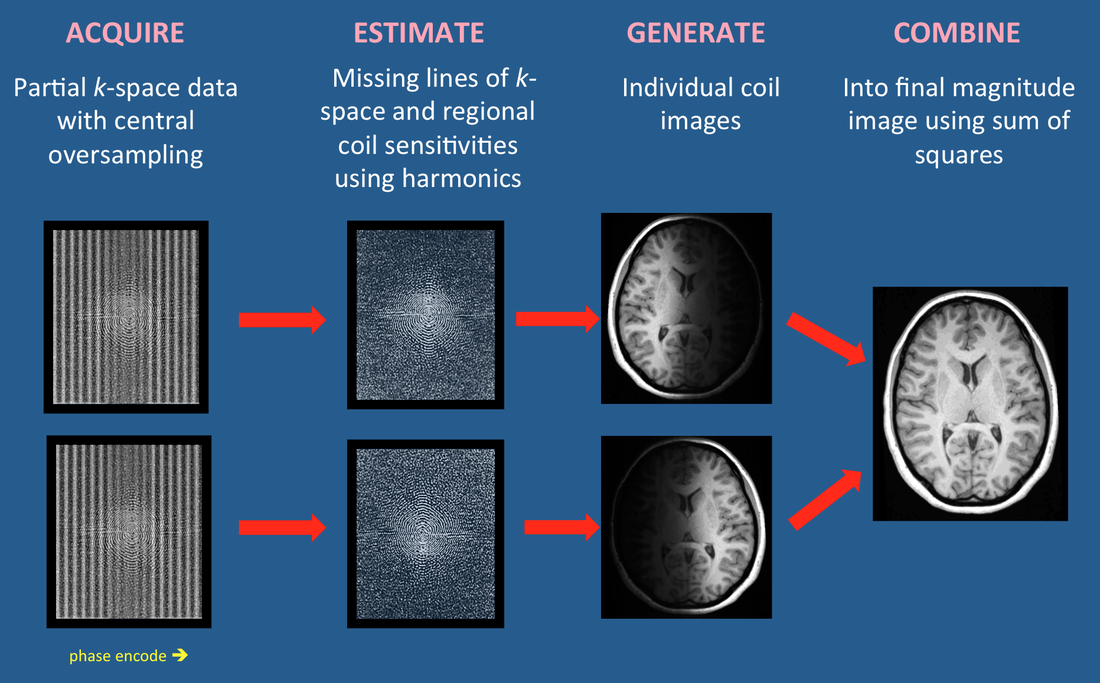 ACQUIRE
Partial k-space data
with central
oversampling
ESTIMATE
Missing lines of k-
space and regional
coil sensitivities
using harmonics
GENERATE
Individual coil
images
COMBINE
Into final magnitude
image using sum of
squares
phase encode ➔